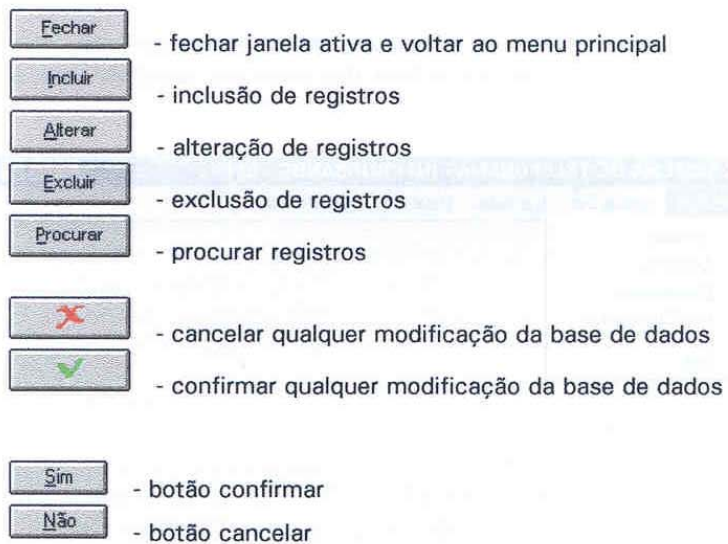 Fechar - fechar janela ativa e voltar ao menu principal
Incluir - inclusão de registros
Alterar - alteração de registros
Excluir - exclusão de registros
Procurar - procurar registros
- cancelar qualquer modificação da base de dados
- confirmar qualquer modificação da base de dados
Sim - botão confirmar
Não - botão cancelar